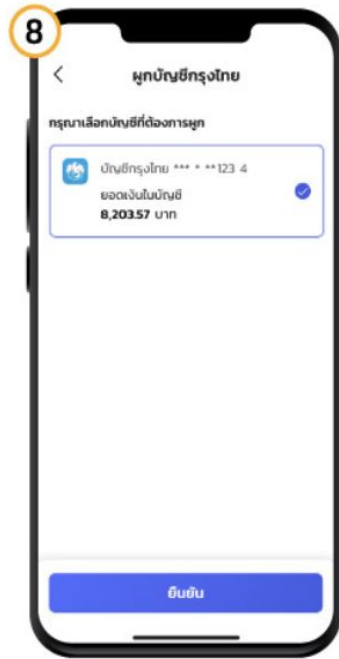 8
ผูกบัญชีกรุงไทย
กรุณาเลือกบัญชีที่ต้องการผูก
บัญชีกรุงไทย *** * **123 4
ยอดเงินในบัญชี
8,203.57 บาท
ยืนยัน